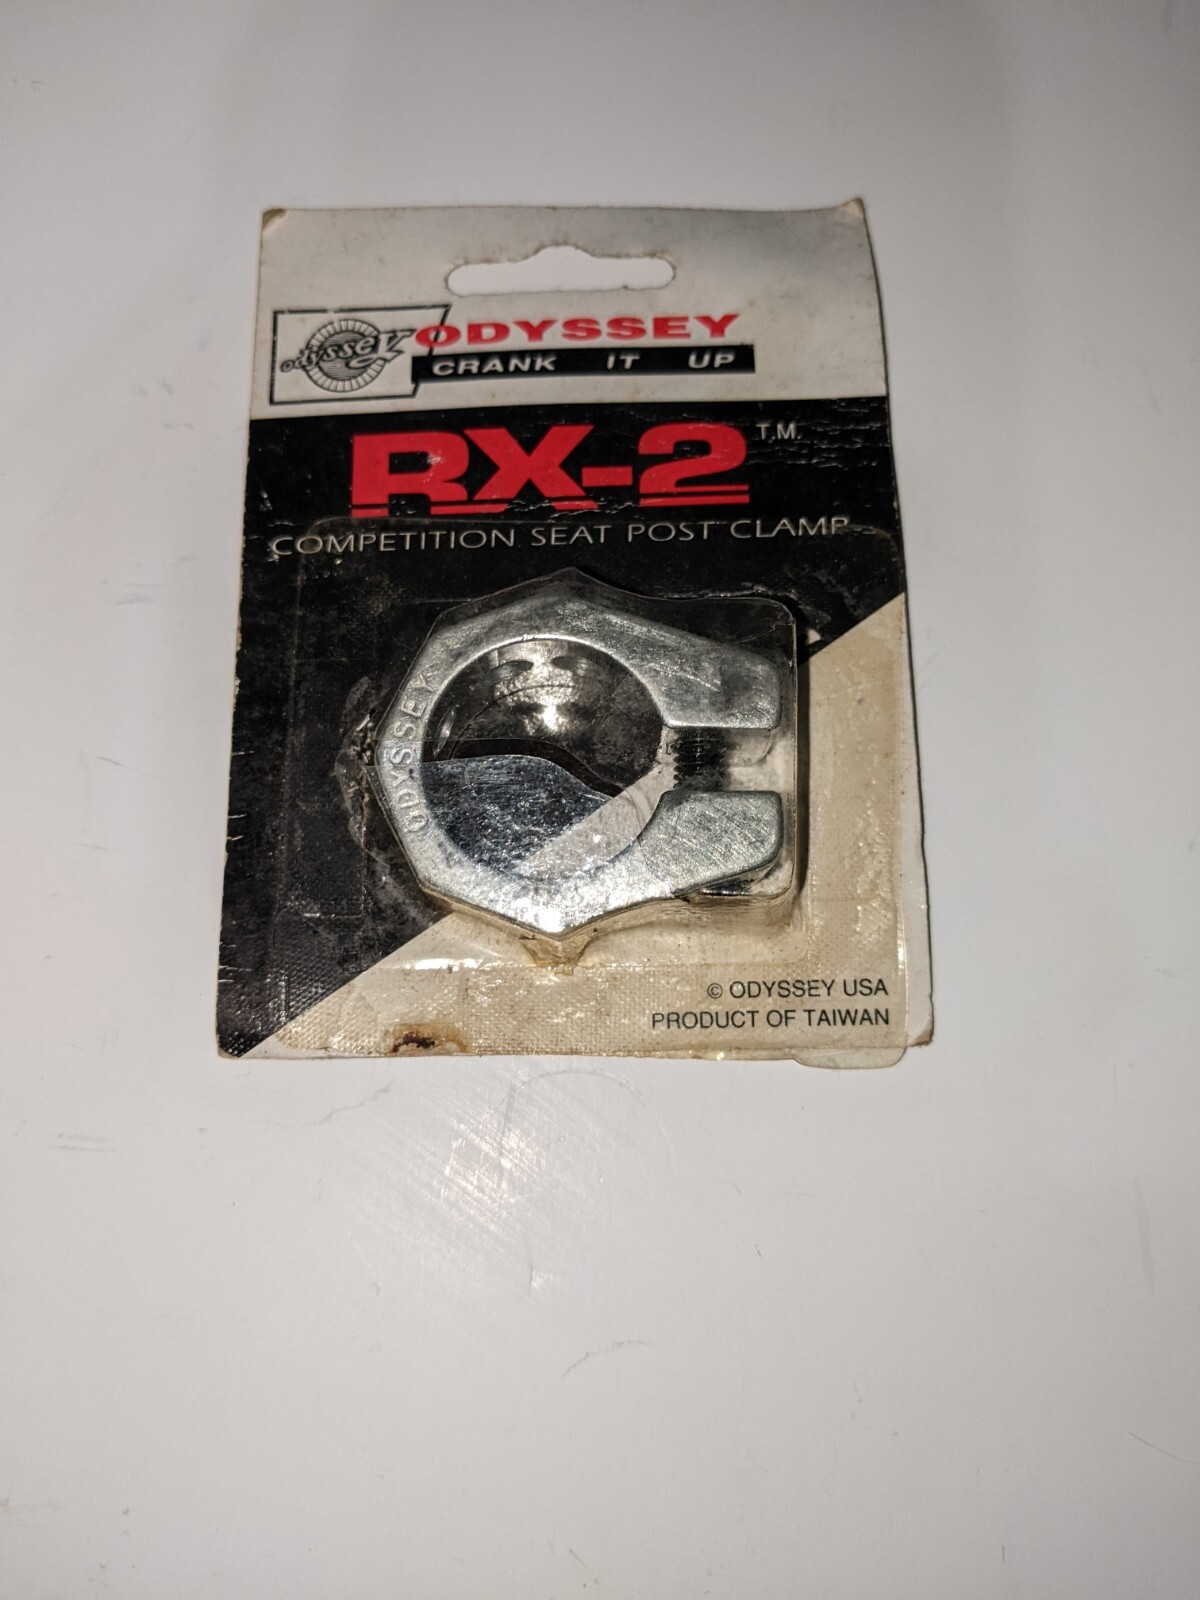 odyssey
ODYSSEY
CRANK IT UP
RX-2 T.M.
COMPETITION SEAT POST CLAMP
ODYSSEY
© ODYSSEY USA
PRODUCT OF TAIWAN